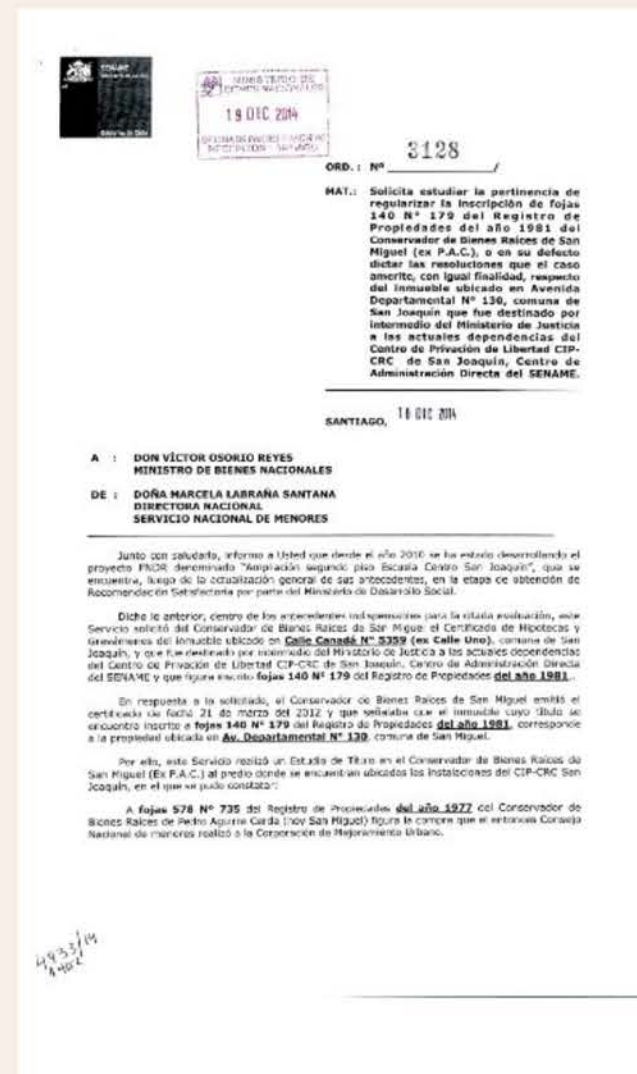 SENAME
MINISTERIO DE
BIENES NACIONALES
19 DIC 2014
OFICINA DE PARTES
ORD. : Nº 3128 /
MAT.: Solicita estudiar la pertinencia de
regularizar la inscripción de fojas
140 Nº 179 del Registro de
Propiedades del año 1981 del
Conservador de Bienes Raíces de San
Miguel (ex P.A.C.), o en su defecto
dictar las resoluciones que el caso
amerite, con igual finalidad, respecto
del inmueble ubicado en Avenida
Departamental Nº 130, comuna de
San Joaquín que fue destinado por
intermedio del Ministerio de Justicia
a las actuales dependencias del
Centro de Privación de Libertad CIP-
CRC de San Joaquín, Centro de
Administración Directa del SENAME.
SANTIAGO, 16 DIC 2014
A : DON VÍCTOR OSORIO REYES
MINISTRO DE BIENES NACIONALES
DE : DOÑA MARCELA LABRAÑA SANTANA
DIRECTORA NACIONAL
SERVICIO NACIONAL DE MENORES
Junto con saludarlo, informo a Usted que desde el año 2010 se ha estado desarrollando el
proyecto FNDR denominado "Ampliación segundo piso Escuela Centro San Joaquín", que se
encuentra, luego de la actualización general de sus antecedentes, en la etapa de obtención de
Recomendación Satisfactoria por parte del Ministerio de Desarrollo Social.
Dicho lo anterior, dentro de los antecedentes indispensables para la citada evaluación, este
Servicio solicitó del Conservador de Bienes Raíces de San Miguel el Certificado de Hipotecas y
Gravámenes del inmueble ubicado en Calle Canadá Nº 5359 (ex Calle Uno), comuna de San
Joaquín, y que fue destinado por intermedio del Ministerio de Justicia a las actuales dependencias
del Centro de Privación de Libertad CIP-CRC de San Joaquín, Centro de Administración Directa
del SENAME y que figura inscrito fojas 140 Nº 179 del Registro de Propiedades del año 1981.
En respuesta a lo solicitado, el Conservador de Bienes Raíces de San Miguel emitió el
certificado de fecha 21 de marzo del 2012 y que señalaba que el inmueble cuyo título se
encuentra inscrito a fojas 140 Nº 179 del Registro de Propiedades del año 1981, corresponde
a la propiedad ubicada en Av. Departamental Nº 130, comuna de San Miguel.
Por ello, este Servicio realizó un Estudio de Título en el Conservador de Bienes Raíces de
San Miguel (Ex P.A.C.) al predio donde se encuentran ubicadas las instalaciones del CIP-CRC San
Joaquín, en el que se pudo constatar:
A fojas 578 Nº 735 del Registro de Propiedades del año 1977 del Conservador de
Bienes Raíces de Pedro Aguirre Cerda (hoy San Miguel) figura la compra que el entonces Consejo
Nacional de menores realizó a la Corporación de Mejoramiento Urbano.
4933/14